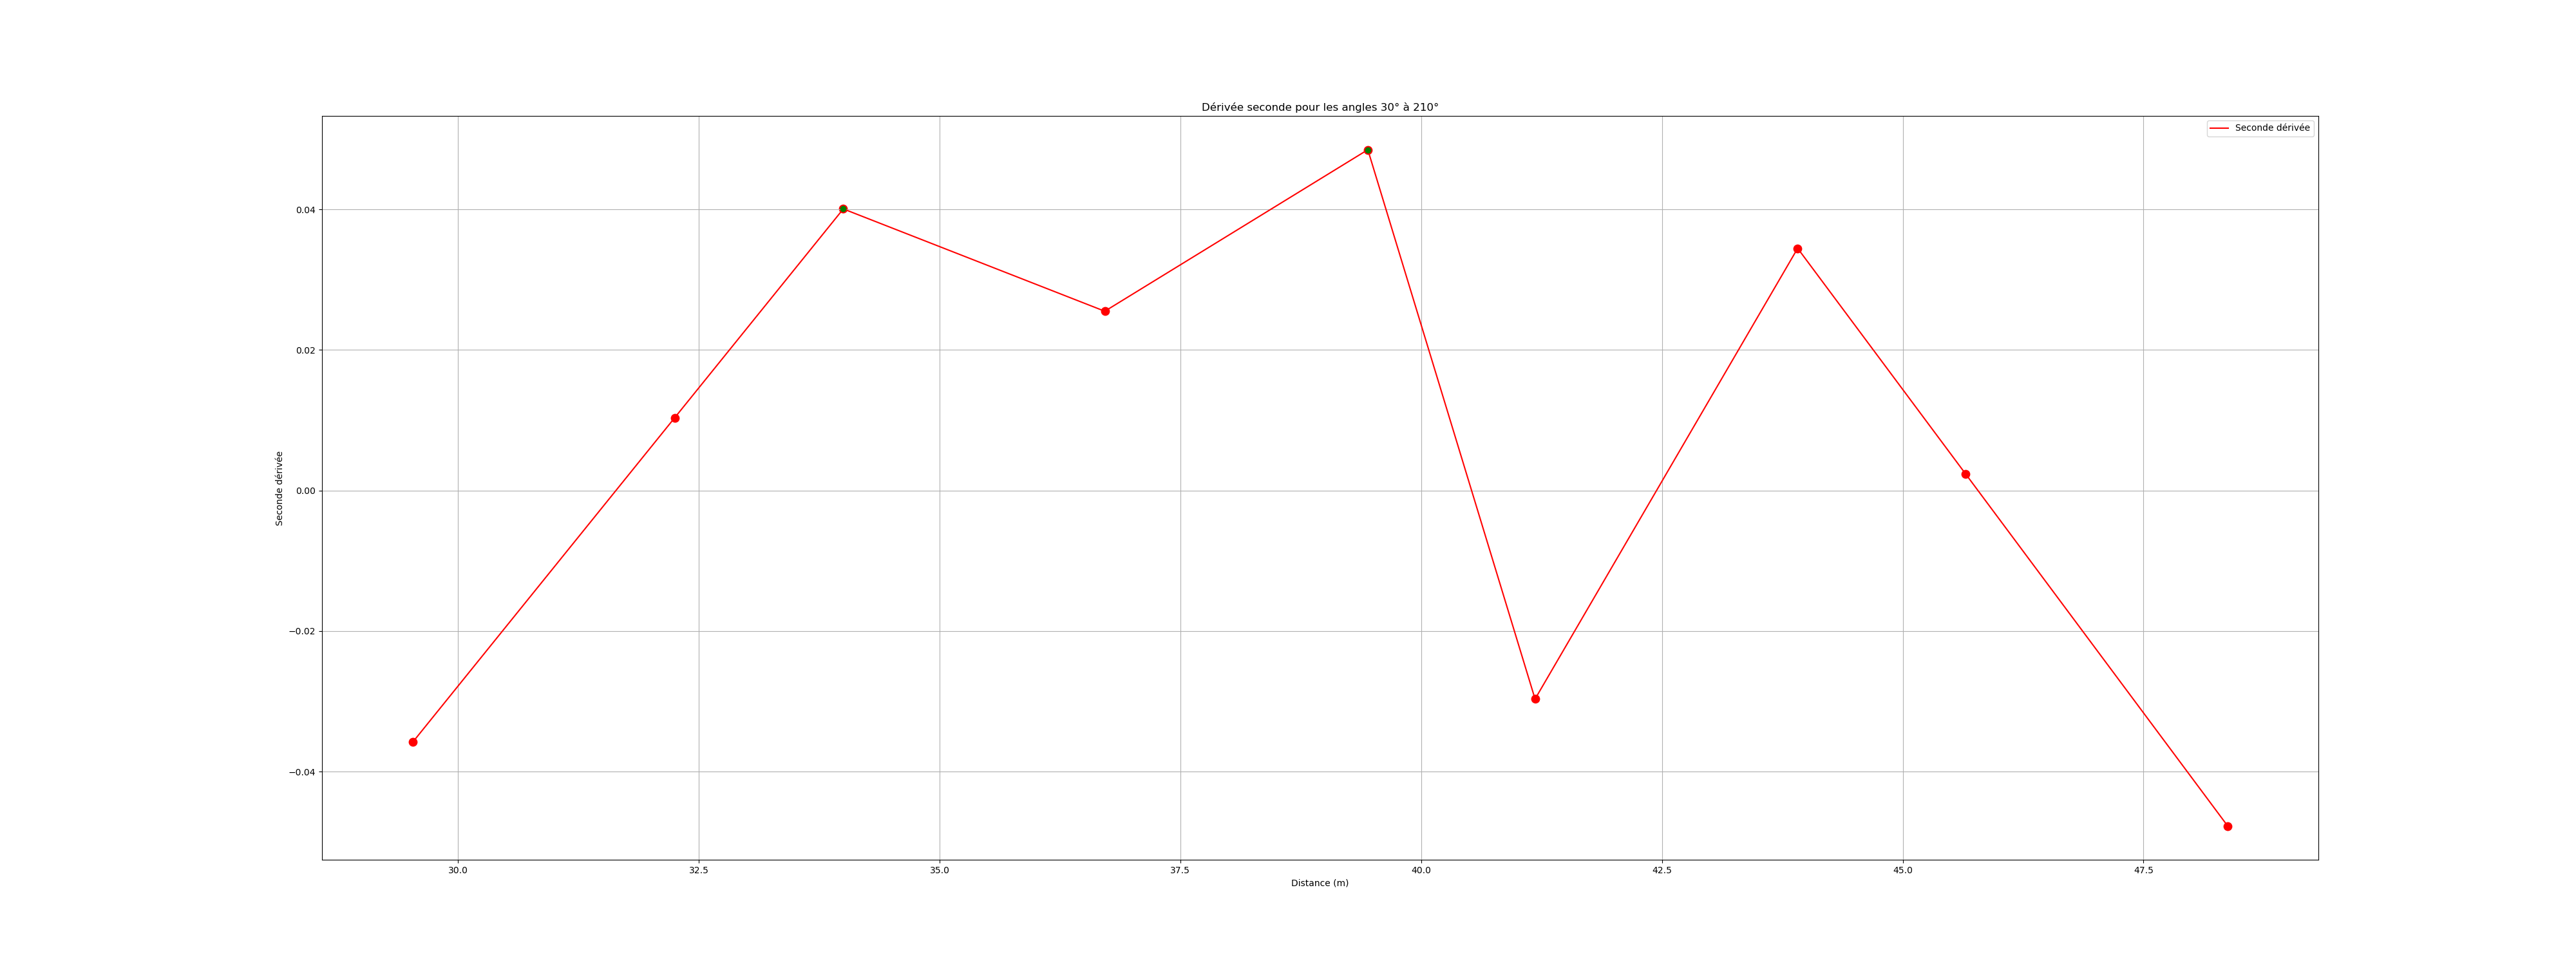 Dérivée seconde pour les angles 30° à 210°
Seconde dérivée
0.04
0.02
0.00
−0.02
−0.04
Seconde dérivée
30.0 32.5 35.0 37.5 40.0 42.5 45.0 47.5
Distance (m)